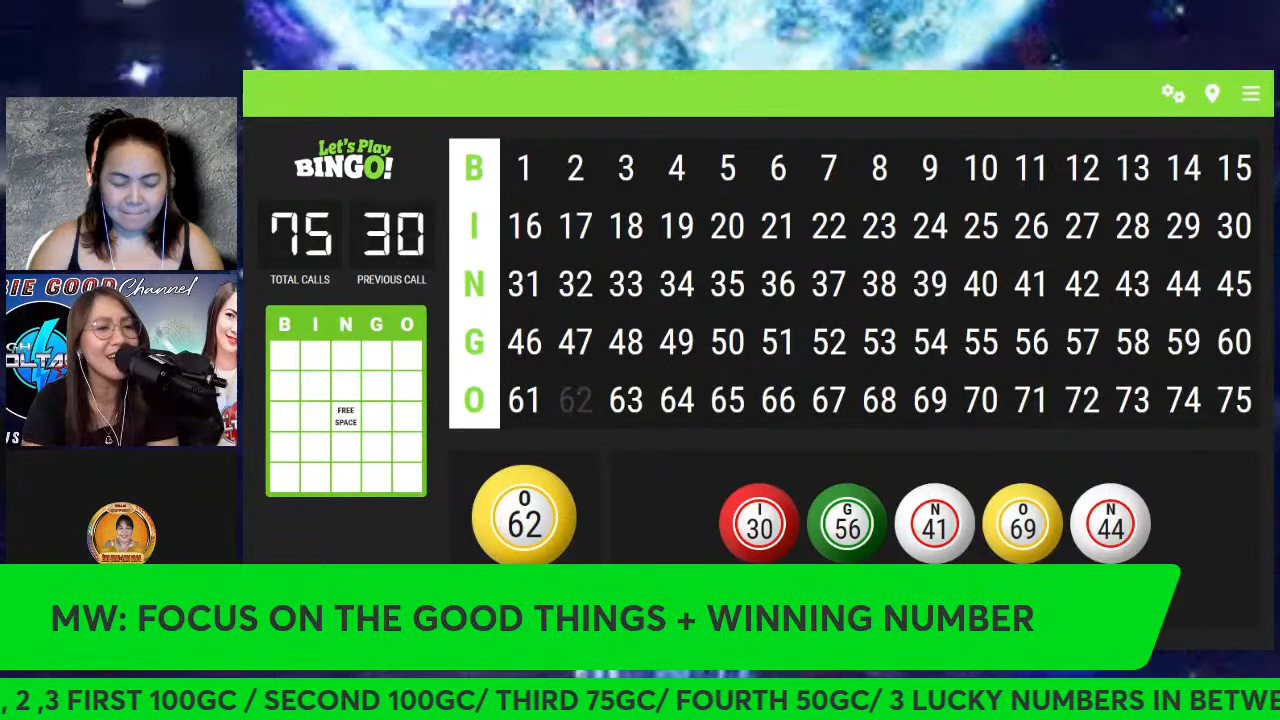 Let's Play
BINGO!
75 30
TOTAL CALLS PREVIOUS CALL
B I N G O
FREE
SPACE
B 1 2 3 4 5 6 7 8 9 10 11 12 13 14 15
I 16 17 18 19 20 21 22 23 24 25 26 27 28 29 30
N 31 32 33 34 35 36 37 38 39 40 41 42 43 44 45
G 46 47 48 49 50 51 52 53 54 55 56 57 58 59 60
O 61 62 63 64 65 66 67 68 69 70 71 72 73 74 75
IE GOOD Channel
O
62
I
30
G
56
N
41
O
69
N
44
MW: FOCUS ON THE GOOD THINGS + WINNING NUMBER
, 2 ,3 FIRST 100GC / SECOND 100GC/ THIRD 75GC/ FOURTH 50GC/ 3 LUCKY NUMBERS IN BETWE